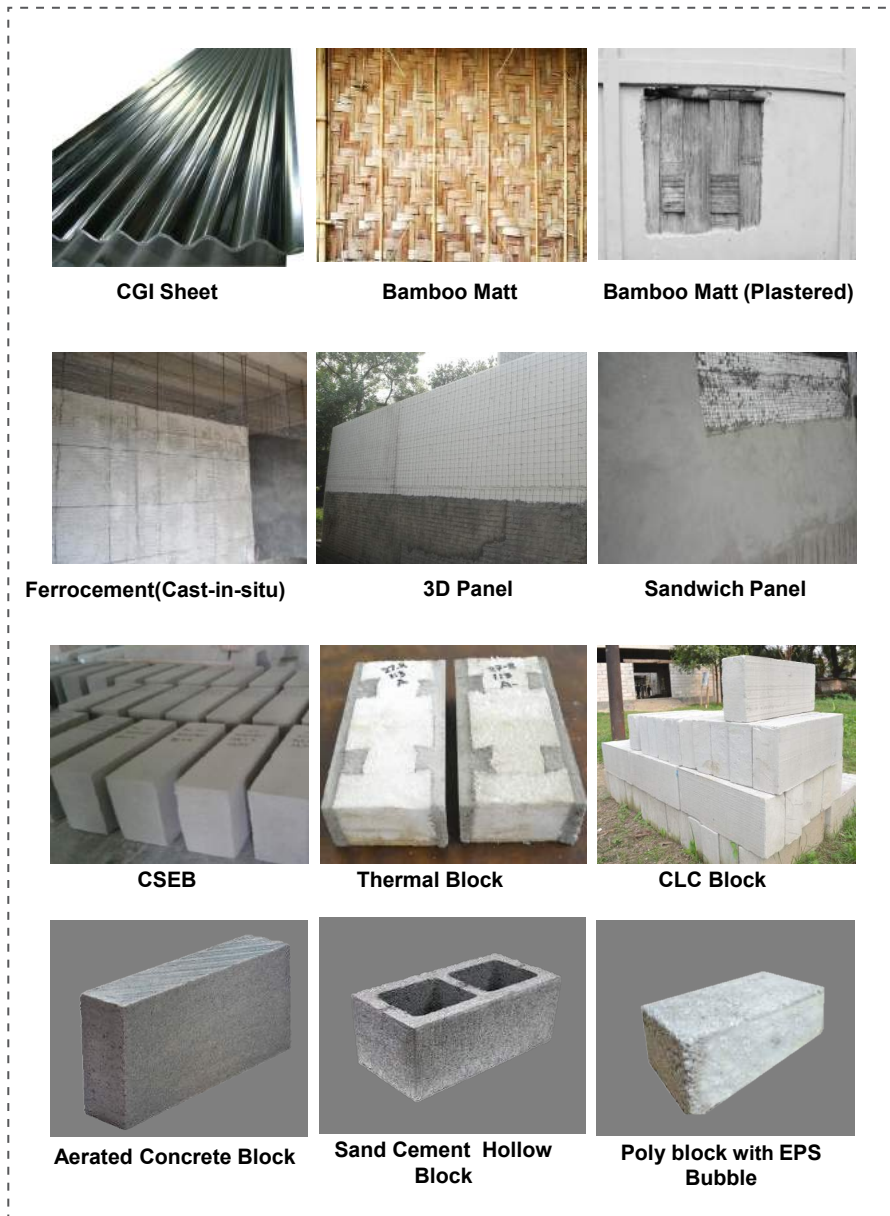 CGI Sheet
Bamboo Matt
Bamboo Matt (Plastered)
Ferrocement(Cast-in-situ)
3D Panel
Sandwich Panel
CSEB
Thermal Block
CLC Block
Aerated Concrete Block
Sand Cement Hollow
Block
Poly block with EPS
Bubble